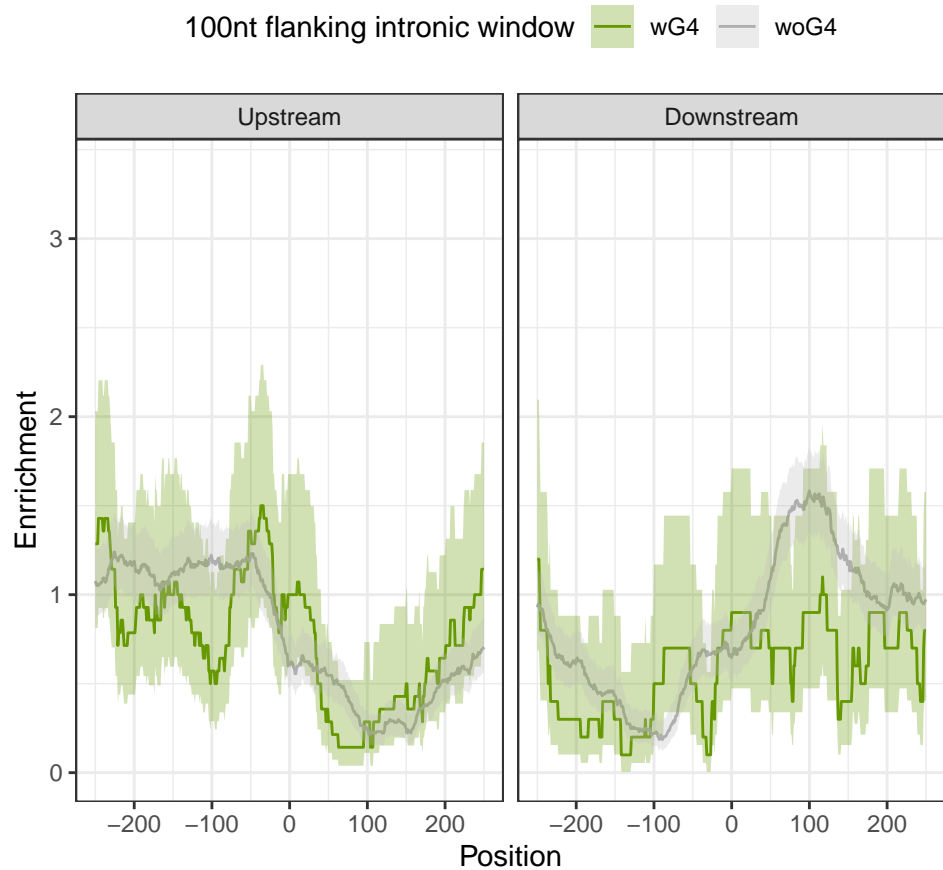 100nt flanking intronic window wG4 woG4
Upstream Downstream
Enrrichment
3
2
1
0
−200 −100 0 100 200 −200 −100 0 100 200
Position